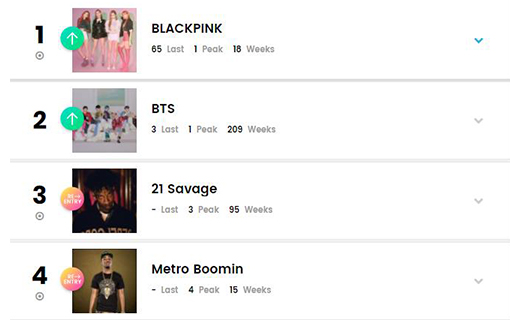 1
BLACKPINK
65 Last 1 Peak 18 Weeks
2
BTS
3 Last 1 Peak 209 Weeks
3
RE-ENTRY
21 Savage
- Last 3 Peak 95 Weeks
4
RE-ENTRY
Metro Boomin
- Last 4 Peak 15 Weeks